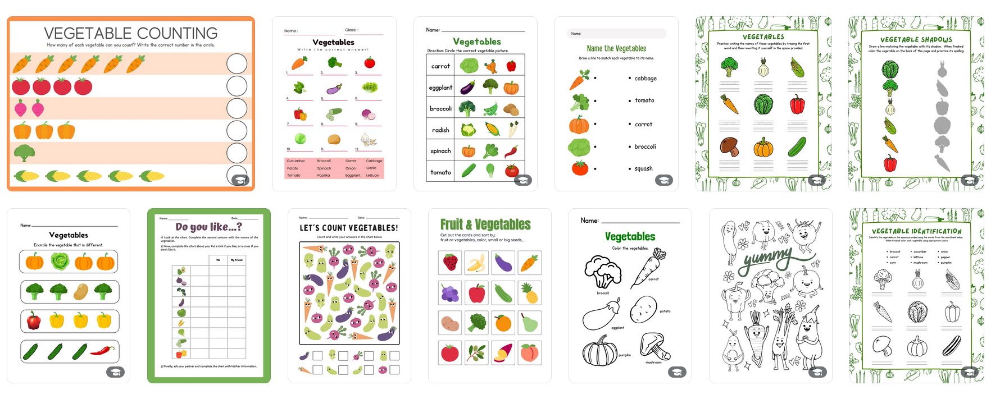 VEGETABLE COUNTING
How many of each vegetable can you count? Write the correct number in the circle.
Name :
Class :
Vegetables
Write the correct answer!
1.
2.
3.
4.
5.
6.
7.
8.
9.
10.
11.
12.
Cucumber Broccoli Carrot Cabbage
Potato Spinach Onion Garlic
Tomato Paprika Eggplant Lettuce
Name:
Vegetables
Direction: Circle the correct vegetable picture.
carrot
eggplant
broccoli
radish
spinach
tomato
Name:
Name the Vegetables
Draw a line to match each vegetable to its name.
cabbage
tomato
carrot
broccoli
squash
VEGETABLES
Practice writing the names of these vegetables by tracing the first
word and then rewriting it yourself in the space provided.
VEGETABLE SHADOWS
Draw a line matching the vegetable with it's shadow. When finished
color the vegetable on the back of this page and practice its spelling.
Name:
Vegetables
Encircle the vegetable that is different.
Name:
Date:
Do you like...?
1) Look at the chart. Complete the second column with the names of the
vegetables.
2) Now, complete the chart about you. Put a tick if you like, or a cross if you
don't like it.
Me
My friend
3) Finally, ask your partner and complete the chart with his/her information.
Name:
Date:
LET'S COUNT VEGETABLES!
Count and write your answers in the chart below
Fruit & Vegetables
Cut out the cards and sort by:
fruit or vegetables, color, small or big seeds,...
Name:
Vegetables
Color the vegetables.
broccoli
carrot
eggplant
potato
pumpkin
mushroom
yummy
VEGETABLE IDENTIFICATION
Identify the vegetables in the spaces provided using the words from the word bank below.
When finished color each vegetable using appropriate colors.
broccoli cucumber onion
carrot lettuce pepper
corn mushroom pumpkin